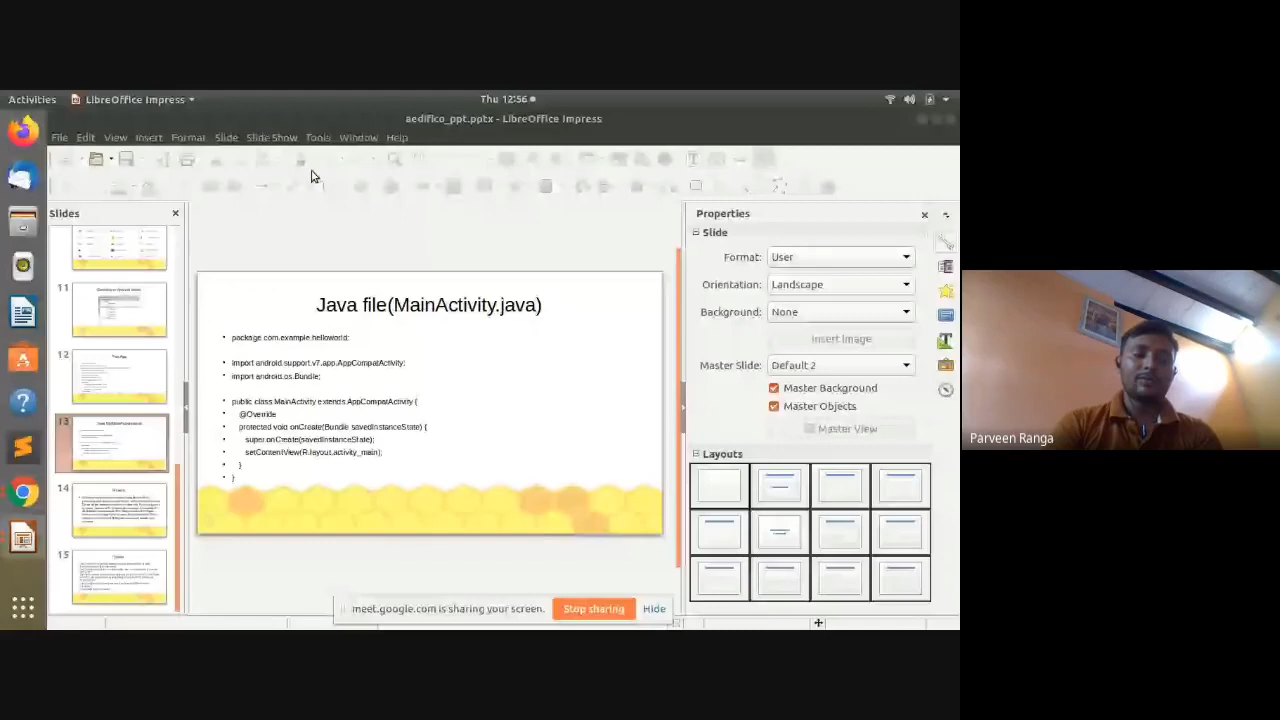 Activities LibreOffice Impress Thu 12:56
aedifico_ppt.pptx - LibreOffice Impress
File Edit View Insert Format Slide Slide Show Tools Window Help
Slides
11
12
13
14
15
Java file(MainActivity.java)
package com.example.helloworld;
import android.support.v7.app.AppCompatActivity;
import android.os.Bundle;
public class MainActivity extends AppCompatActivity {
@Override
protected void onCreate(Bundle savedInstanceState) {
super.onCreate(savedInstanceState);
setContentView(R.layout.activity_main);
}
}
meet.google.com is sharing your screen. Stop sharing Hide
Properties
Slide
Format: User
Orientation: Landscape
Background: None
Insert Image
Master Slide: Default 2
Master Background
Master Objects
Master View
Layouts
Parveen Ranga